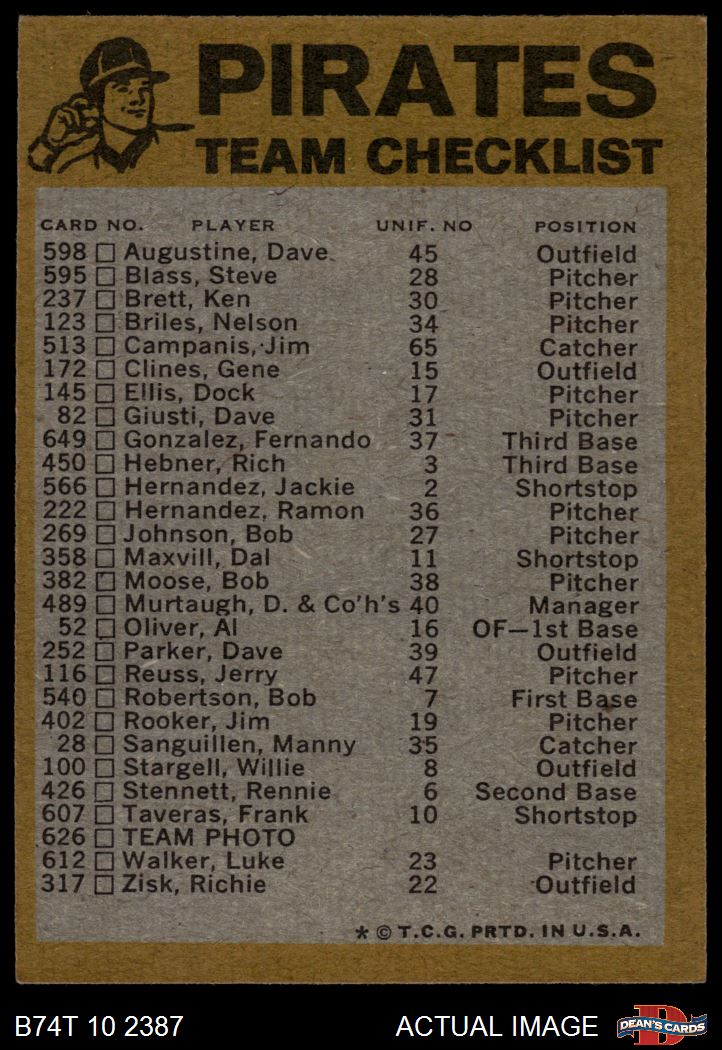 PIRATES
TEAM CHECKLIST
CARD NO. PLAYER UNIF. NO POSITION
598 Augustine, Dave 45 Outfield
595 Blass, Steve 28 Pitcher
237 Brett, Ken 30 Pitcher
123 Briles, Nelson 34 Pitcher
513 Campanis, Jim 65 Catcher
172 Clines, Gene 15 Outfield
145 Ellis, Dock 17 Pitcher
82 Giusti, Dave 31 Pitcher
649 Gonzalez, Fernando 37 Third Base
450 Hebner, Rich 3 Third Base
566 Hernandez, Jackie 2 Shortstop
222 Hernandez, Ramon 36 Pitcher
269 Johnson, Bob 27 Pitcher
358 Maxvill, Dal 11 Shortstop
382 Moose, Bob 38 Pitcher
489 Murtaugh, D. & Co'h's 40 Manager
52 Oliver, Al 16 OF—1st Base
252 Parker, Dave 39 Outfield
116 Reuss, Jerry 47 Pitcher
540 Robertson, Bob 7 First Base
402 Rooker, Jim 19 Pitcher
28 Sanguillen, Manny 35 Catcher
100 Stargell, Willie 8 Outfield
426 Stennett, Rennie 6 Second Base
607 Taveras, Frank 10 Shortstop
626 TEAM PHOTO
612 Walker, Luke 23 Pitcher
317 Zisk, Richie 22 Outfield
* © T.C.G. PRTD. IN U.S.A.
B74T 10 2387 ACTUAL IMAGE DEAN'S CARDS